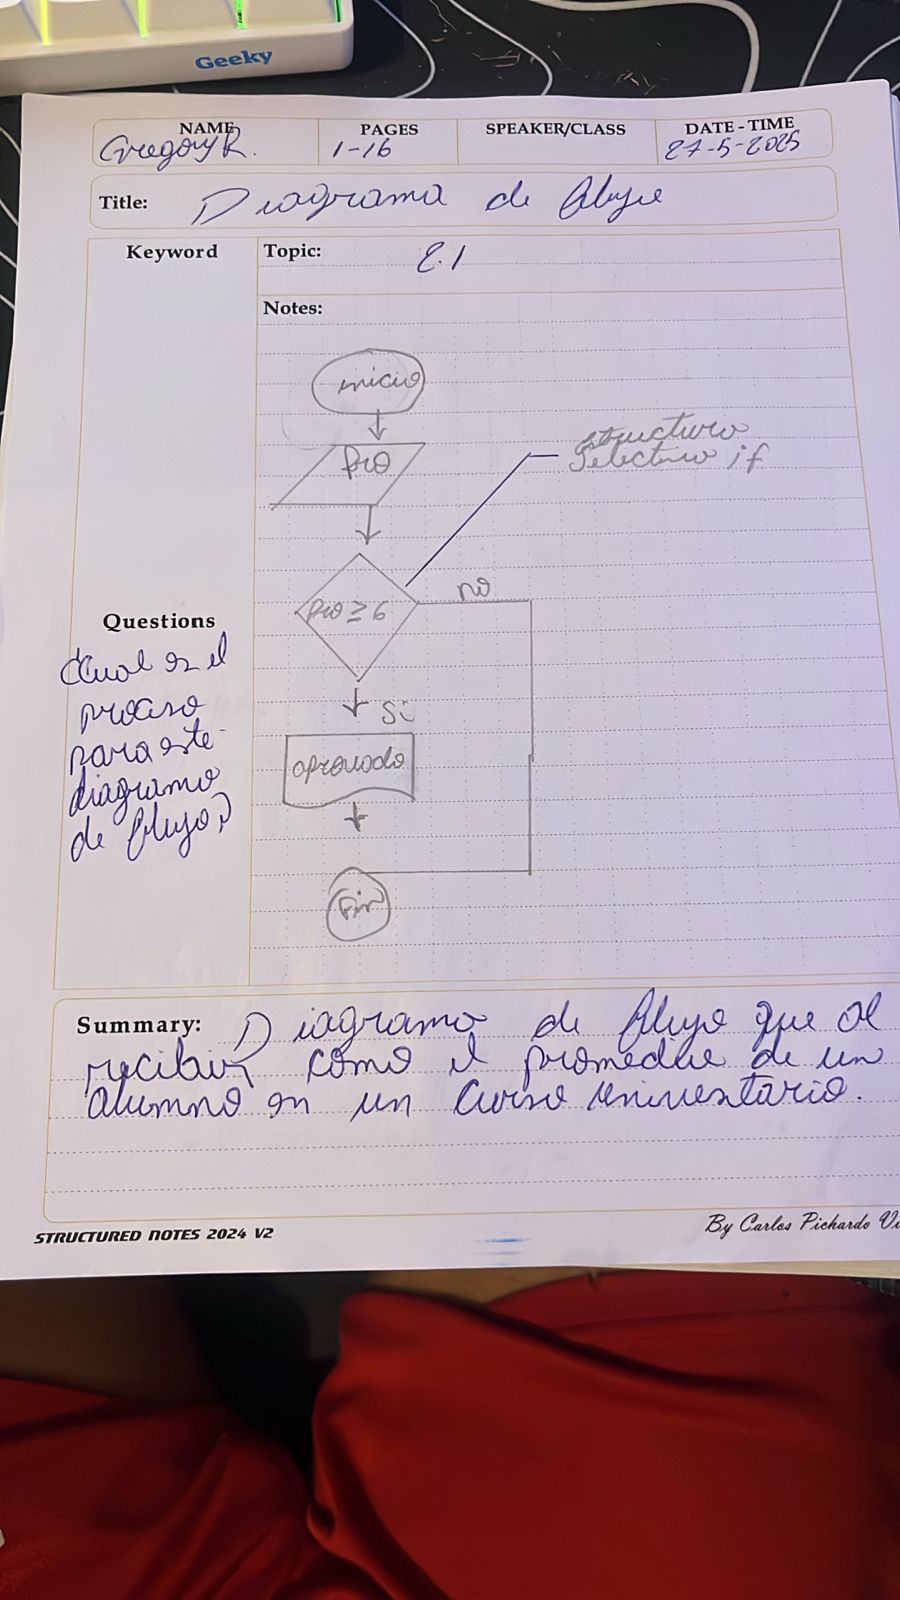 Geeky
NAME
Gregory R.
PAGES
1-16
SPEAKER/CLASS
DATE - TIME
27-5-2025
Title: Diagrama de flujo
Keyword
Topic: 2.1
Notes:
inicio
pro
structura
selectiva if
pro ≥ 6
no
Si
aprovado
Fin
Questions
Cual es el
proceso
para este
diagrama
de flujo?
Summary: Diagrama de flujo que al
recibir como el promedio de un
alumno en un curso universitario.
STRUCTURED NOTES 2024 V2
By Carlos Pichardo Vi